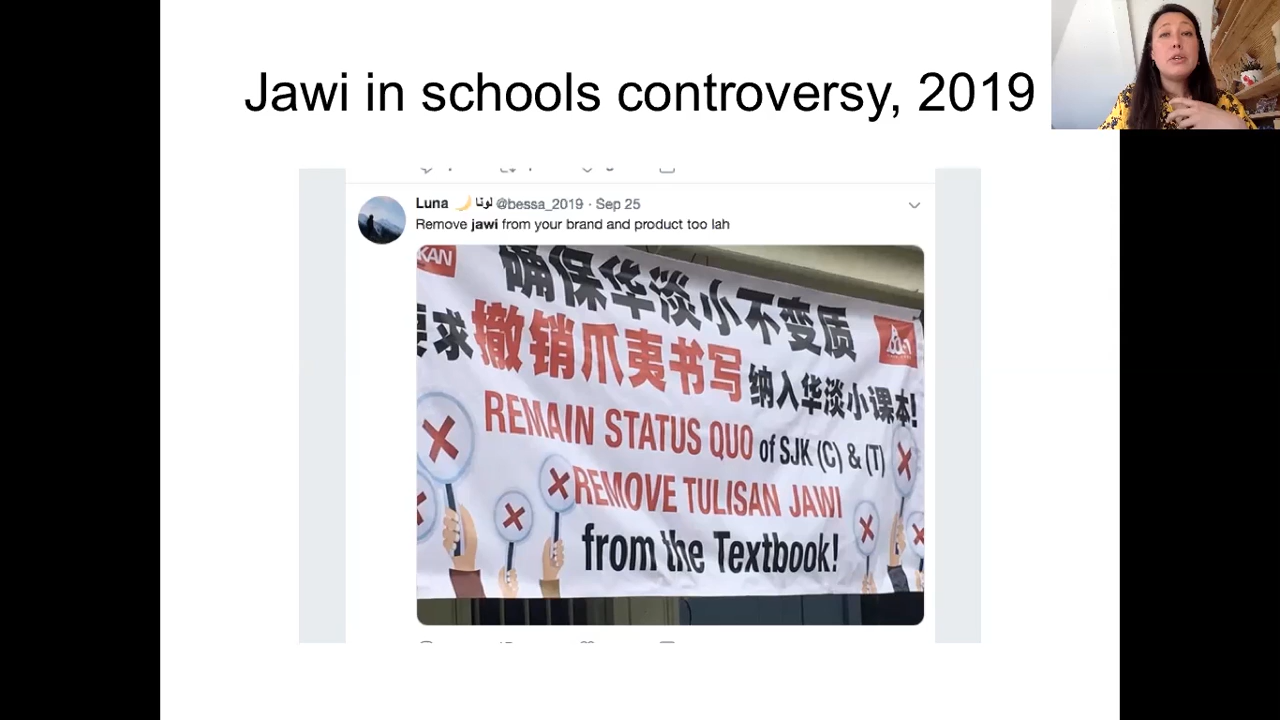 Jawi in schools controversy, 2019
Luna 🌙 لونا @bessa_2019 · Sep 25
Remove jawi from your brand and product too lah
KAN
确保华淡小不变质
要求撤销爪夷书写纳入华淡小课本!
REMAIN STATUS QUO of SJK (C) & (T)
REMOVE TULISAN JAWI
from the Textbook!